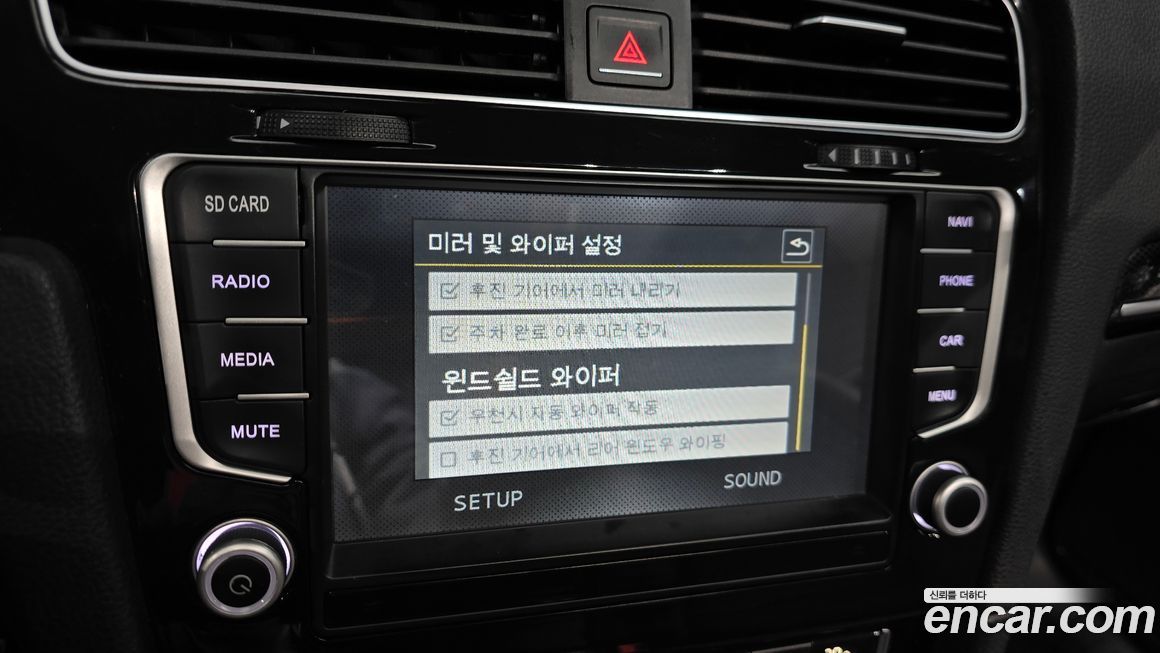 SD CARD
RADIO
MEDIA
MUTE
미러 및 와이퍼 설정
후진 기어에서 미러 내리기
주차 완료 이후 미러 접기
윈드쉴드 와이퍼
우천시 자동 와이퍼 작동
후진 기어에서 리어 윈도우 와이핑
SETUP
SOUND
NAVI
PHONE
CAR
MENU
신뢰를 더하다
encar.com